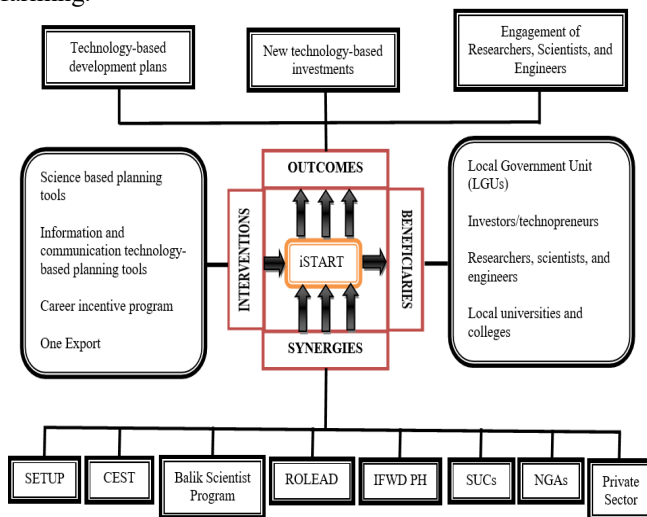 Technology-based
development plans
New technology-based
investments
Engagement of
Researchers, Scientists, and
Engineers
OUTCOMES
Science based planning
tools
Information and
communication technology-
based planning tools
Career incentive program
One Export
INTERVENTIONS
iSTART
BENEFICIARIES
Local Government Unit
(LGUs)
Investors/technopreneurs
Researchers, scientists, and
engineers
Local universities and
colleges
SYNERGIES
SETUP
CEST
Balik Scientist
Program
ROLEAD
IFWD PH
SUCs
NGAs
Private
Sector